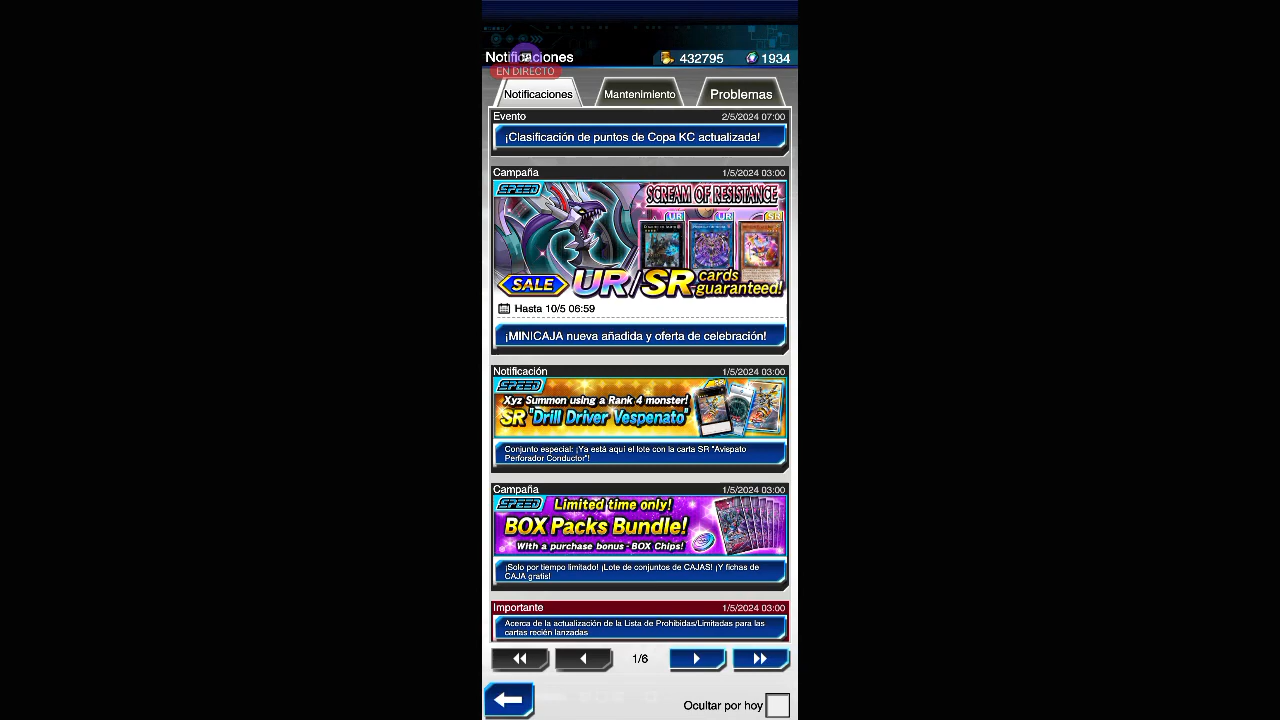 Notificaciones
432795
1934
EN DIRECTO
Notificaciones
Mantenimiento
Problemas
Evento
2/5/2024 07:00
¡Clasificación de puntos de Copa KC actualizada!
Campaña
1/5/2024 03:00
SPEED
SCREAM OF RESISTANCE
UR
UR
SR
SALE
UR/SR cards guaranteed!
Hasta 10/5 06:59
¡MINICAJA nueva añadida y oferta de celebración!
Notificación
1/5/2024 03:00
SPEED
Xyz Summon using a Rank 4 monster!
SR "Drill Driver Vespenato"
Conjunto especial: ¡Ya está aquí el lote con la carta SR "Avispato
Perforador Conductor"!
Campaña
1/5/2024 03:00
SPEED
Limited time only!
BOX Packs Bundle!
With a purchase bonus - BOX Chips!
¡Solo por tiempo limitado! ¡Lote de conjuntos de CAJAS! ¡Y fichas de
CAJA gratis!
Importante
1/5/2024 03:00
Acerca de la actualización de la Lista de Prohibidas/Limitadas para las
cartas recién lanzadas
1/6
Ocultar por hoy